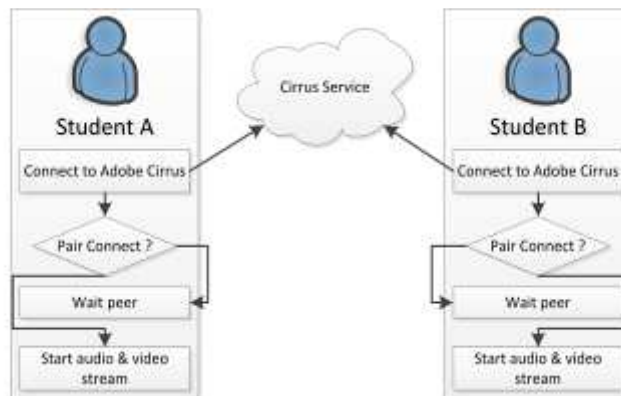 Cirrus Service
Student A
Student B
Connect to Adobe Cirrus
Connect to Adobe Cirrus
Pair Connect ?
Pair Connect ?
Wait peer
Wait peer
Start audio & video
stream
Start audio & video
stream